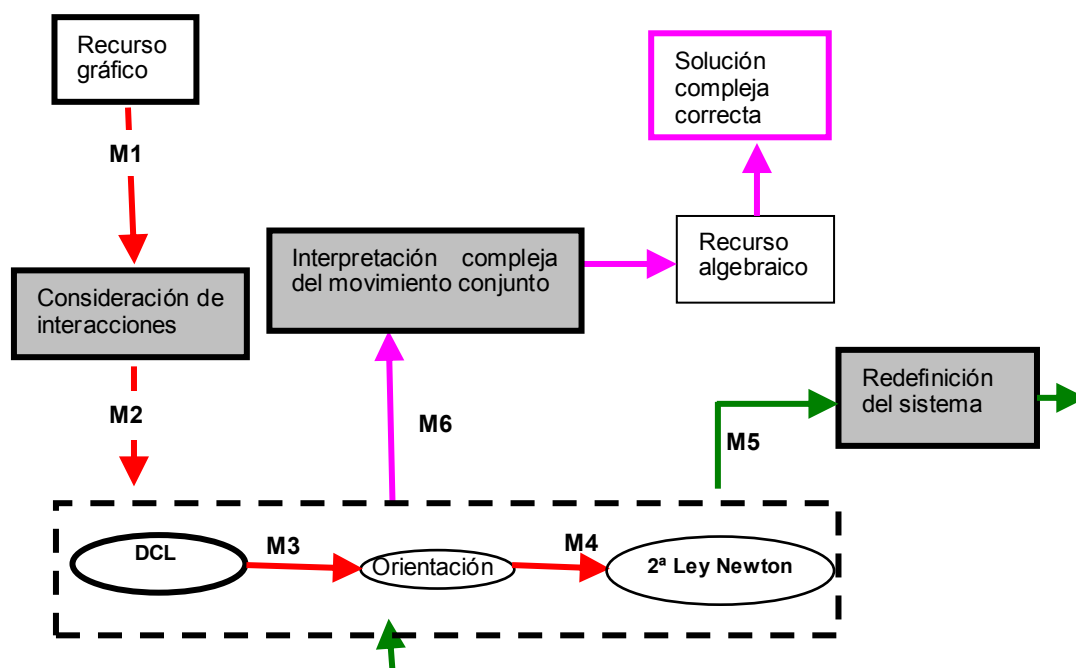 Recurso
gráfico
Solución
compleja
correcta
M1
Recurso
algebraico
Interpretación compleja
del movimiento conjunto
Consideración de
interacciones
Redefinición
del sistema
M2
M6
M5
DCL
M3
Orientación
M4
2ª Ley Newton